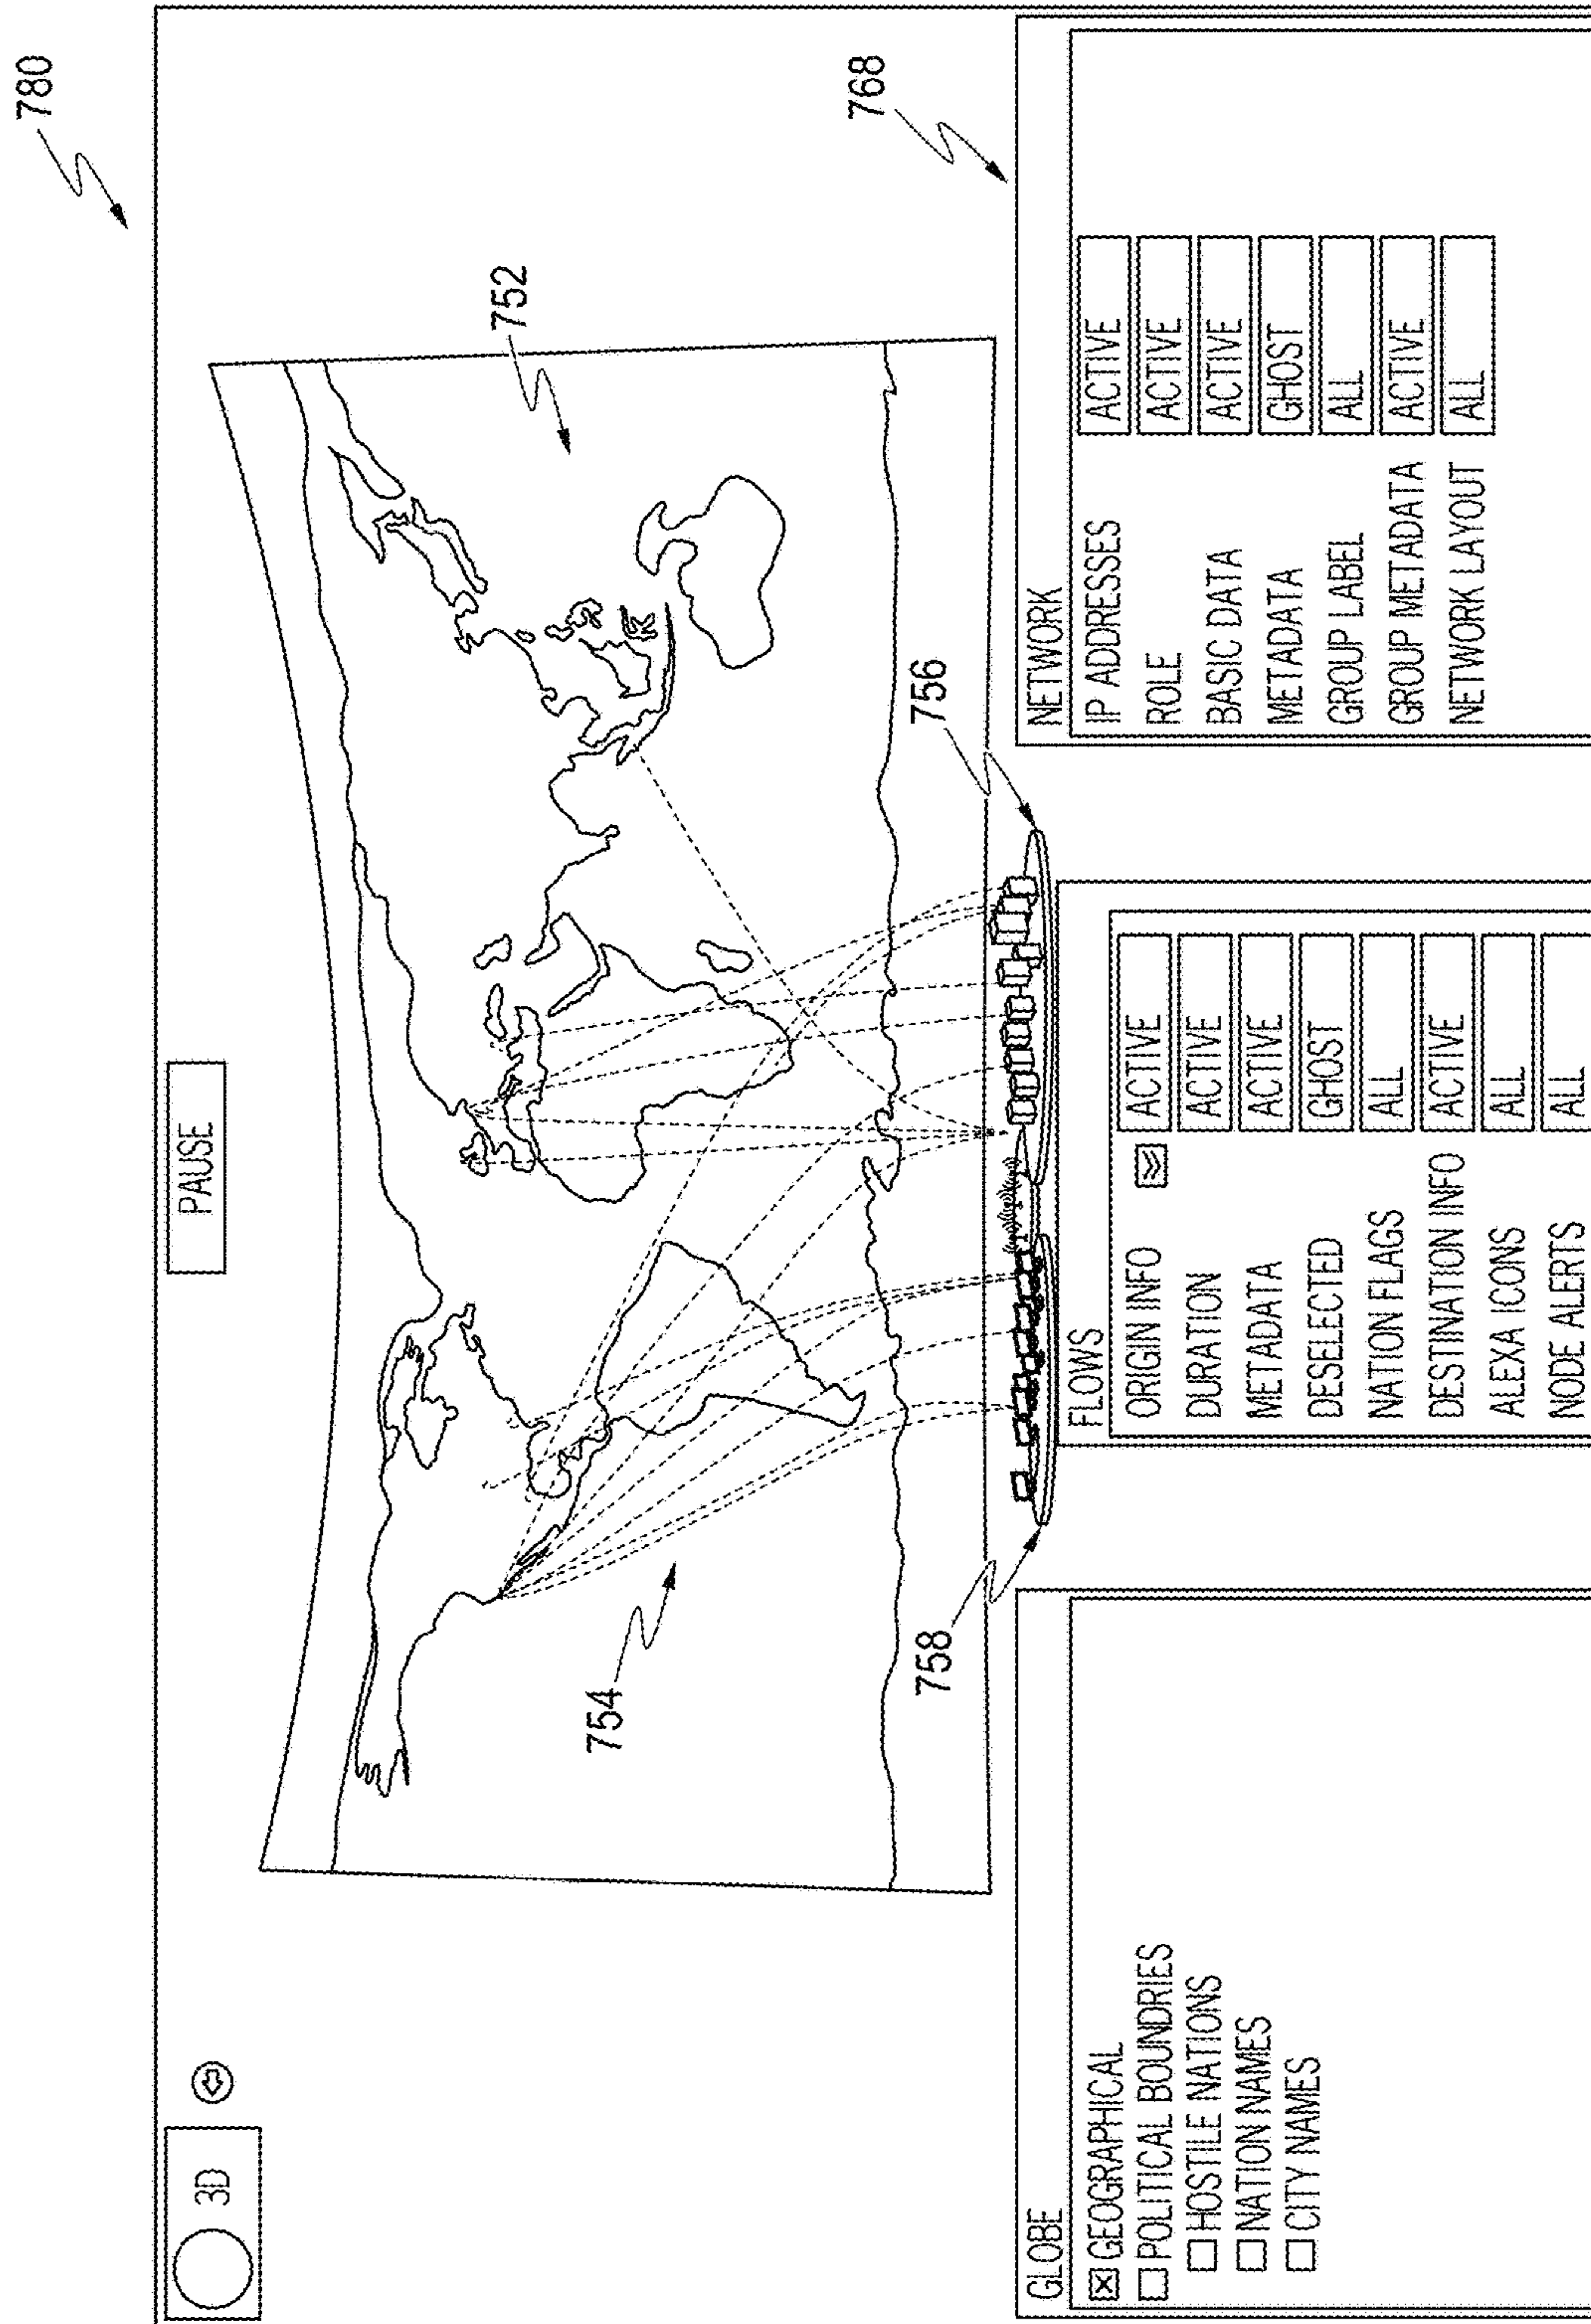 780
3D
PAUSE
752
754
756
758
768
GLOBE
GEOGRAPHICAL
POLITICAL BOUNDRIES
HOSTILE NATIONS
NATION NAMES
CITY NAMES
FLOWS
ORIGIN INFO ACTIVE
DURATION ACTIVE
METADATA ACTIVE
DESELECTED GHOST
NATION FLAGS ALL
DESTINATION INFO ACTIVE
ALEXA ICONS ALL
NODE ALERTS ALL
NETWORK
IP ADDRESSES ACTIVE
ROLE ACTIVE
BASIC DATA ACTIVE
METADATA GHOST
GROUP LABEL ALL
GROUP METADATA ACTIVE
NETWORK LAYOUT ALL